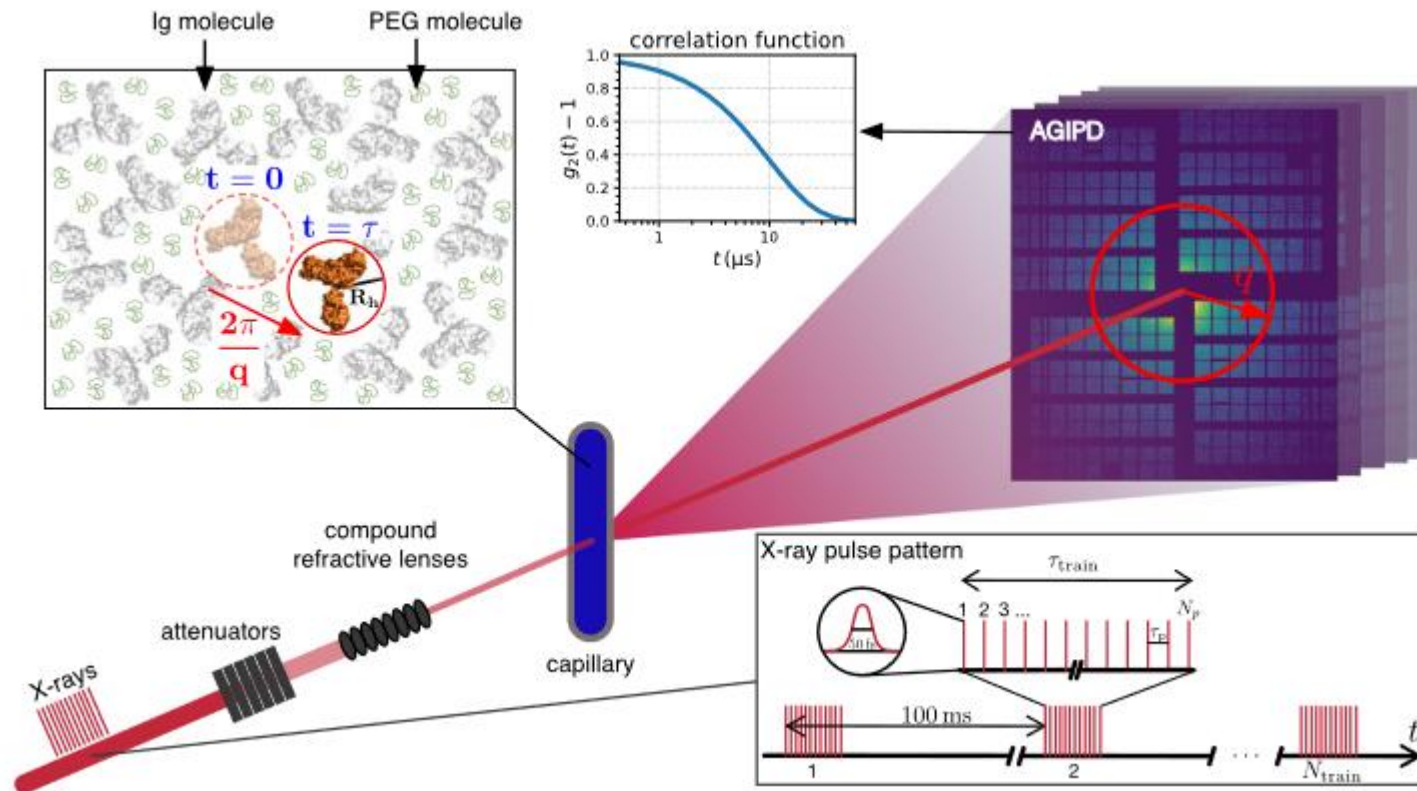 Ig molecule
PEG molecule
t = 0
t = τ
R_h
2π
q
correlation function
g₂(t) − 1
1.0
0.8
0.6
0.4
0.2
0.0
1
10
t (μs)
AGIPD
q
compound
refractive lenses
attenuators
X-rays
capillary
X-ray pulse pattern
τ_train
1 2 3 ...
N_p
τ_p
50 fs
100 ms
t
1
2
. . .
N_train